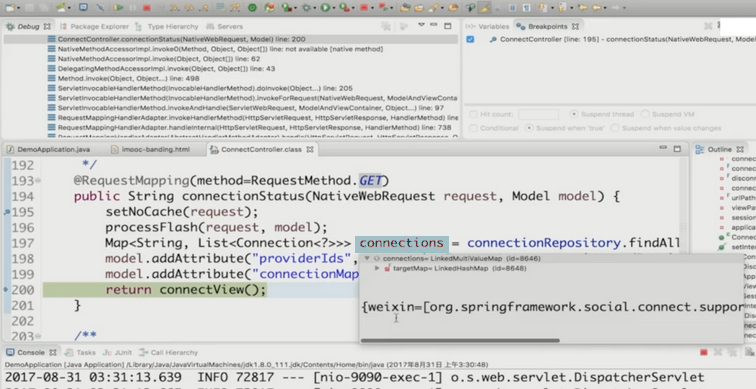 Debug Package Explorer Type Hierarchy Servers
ConnectController.connectionStatus(NativeWebRequest, Model) line: 200
NativeMethodAccessorImpl.invoke0(Method, Object, Object[]) line: not available [native method]
NativeMethodAccessorImpl.invoke(Object, Object[]) line: 62
DelegatingMethodAccessorImpl.invoke(Object, Object[]) line: 43
Method.invoke(Object, Object...) line: 498
ServletInvocableHandlerMethod(InvocableHandlerMethod).doInvoke(Object...) line: 205
ServletInvocableHandlerMethod(InvocableHandlerMethod).invokeForRequest(NativeWebRequest, ModelAndViewConta
ServletInvocableHandlerMethod.invokeAndHandle(ServletWebRequest, ModelAndViewContainer, Object...) line: 97
RequestMappingHandlerAdapter.invokeHandlerMethod(HttpServletRequest, HttpServletResponse, HandlerMethod) line
RequestMappingHandlerAdapter.handleInternal(HttpServletRequest, HttpServletResponse, HandlerMethod) line: 738
Variables Breakpoints
ConnectController [line: 195] - connectionStatus(NativeWebRequest, Mode
Hit count: Suspend thread Suspend VM
Conditional Suspend when 'true' Suspend when value changes
DemoApplication.java imooc-banding.html ConnectController.class
192 */
193 @RequestMapping(method=RequestMethod.GET)
194 public String connectionStatus(NativeWebRequest request, Model model) {
195 setNoCache(request);
196 processFlash(request, model);
197 Map<String, List<Connection<?>>> connections = connectionRepository.findAll
198 model.addAttribute("providerIds",
199 model.addAttribute("connectionMap
200 return connectView();
201 }
202
203 /**
connections= LinkedMultiValueMap (id=8646)
targetMap= LinkedHashMap (id=8648)
{weixin=[org.springframework.social.connect.suppor
Outline
connec
connec
disconn
connec
urlPath
viewPa
session
setInte
Connec
setAppl
Console Tasks JUnit Call Hierarchy
DemoApplication [Java Application] /Library/Java/JavaVirtualMachines/jdk1.8.0_111.jdk/Contents/Home/bin/java (2017年8月31日 上午3:30:48)
2017-08-31 03:31:13.639 INFO 72817 --- [nio-9090-exec-1] o.s.web.servlet.DispatcherServlet